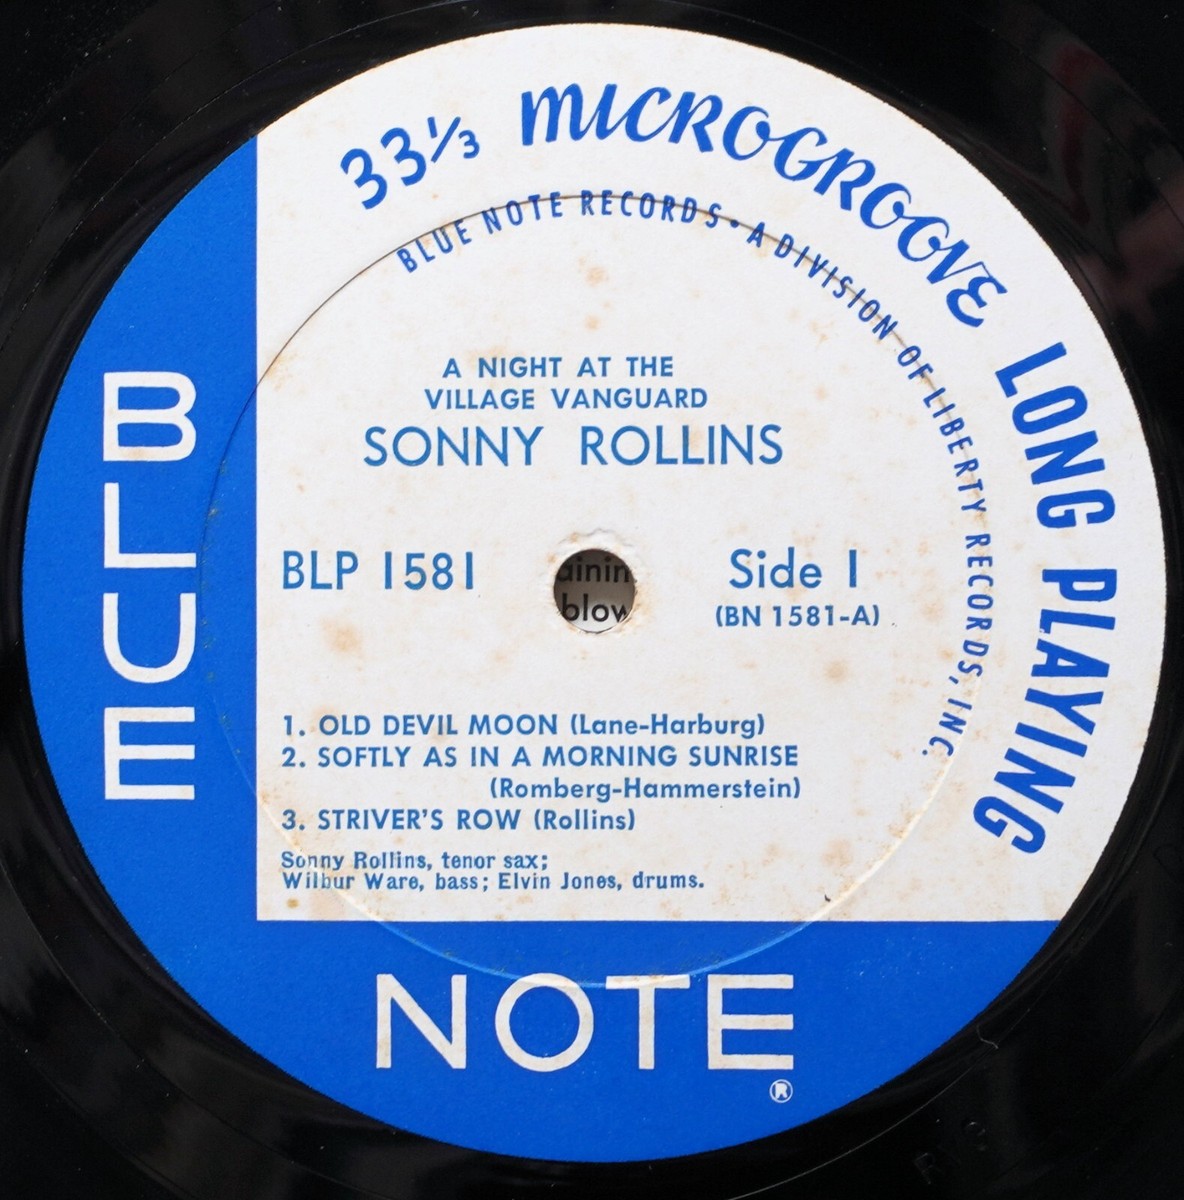 33⅓ MICROGROOVE LONG PLAYING
BLUE NOTE RECORDS • A DIVISION OF LIBERTY RECORDS, INC.
A NIGHT AT THE
VILLAGE VANGUARD
SONNY ROLLINS
BLP 1581
Side 1
(BN 1581-A)
blow
1. OLD DEVIL MOON (Lane-Harburg)
2. SOFTLY AS IN A MORNING SUNRISE
(Romberg-Hammerstein)
3. STRIVER'S ROW (Rollins)
Sonny Rollins, tenor sax;
Wilbur Ware, bass; Elvin Jones, drums.
BLUE
NOTE
®